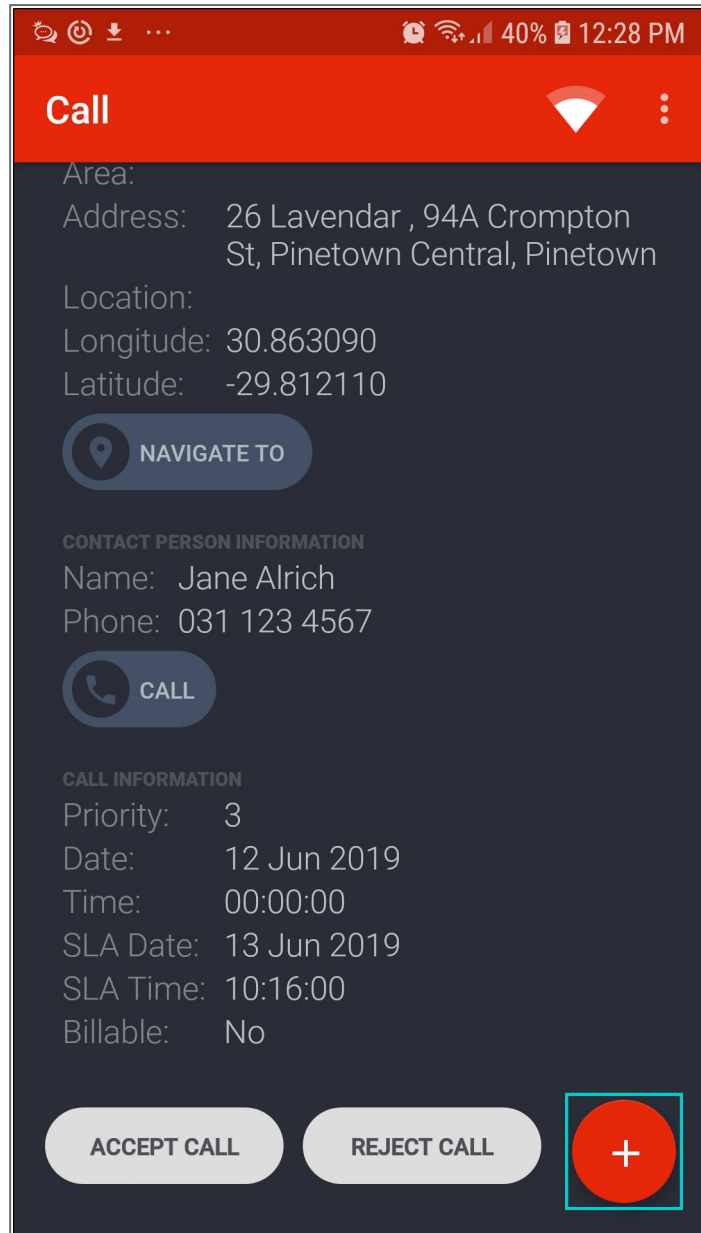 40% 12:28 PM
Call
Area:
Address: 26 Lavendar , 94A Crompton
St, Pinetown Central, Pinetown
Location:
Longitude: 30.863090
Latitude: -29.812110
NAVIGATE TO
CONTACT PERSON INFORMATION
Name: Jane Alrich
Phone: 031 123 4567
CALL
CALL INFORMATION
Priority: 3
Date: 12 Jun 2019
Time: 00:00:00
SLA Date: 13 Jun 2019
SLA Time: 10:16:00
Billable: No
ACCEPT CALL REJECT CALL +